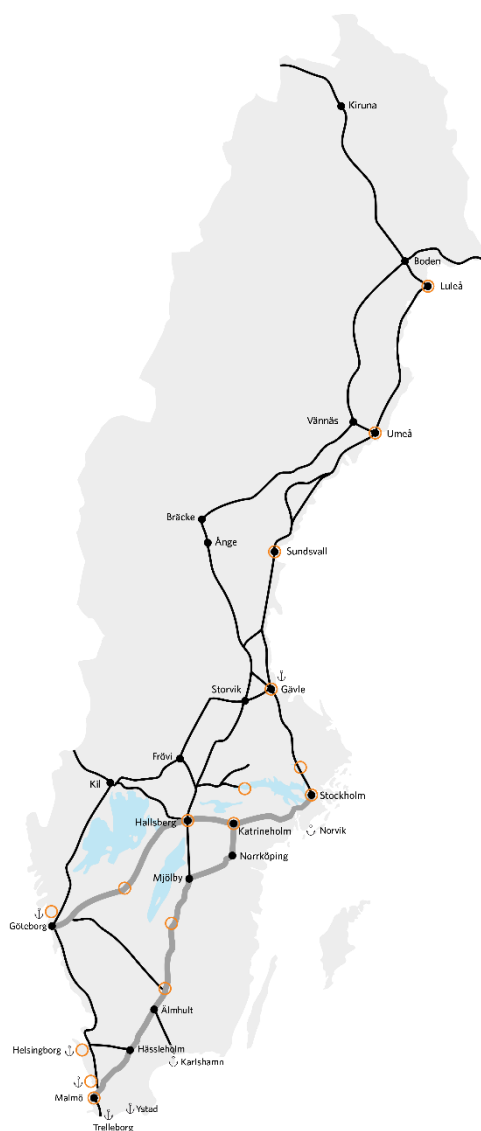 Kiruna
Boden
Luleå
Vännäs
Umeå
Bräcke
Ånge
Sundsvall
Storvik
Gävle
Frövi
Kil
Stockholm
Hallsberg
Katrineholm
Norvik
Norrköping
Mjölby
Göteborg
Älmhult
Helsingborg
Hässleholm
Karlshamn
Malmö
Ystad
Trelleborg